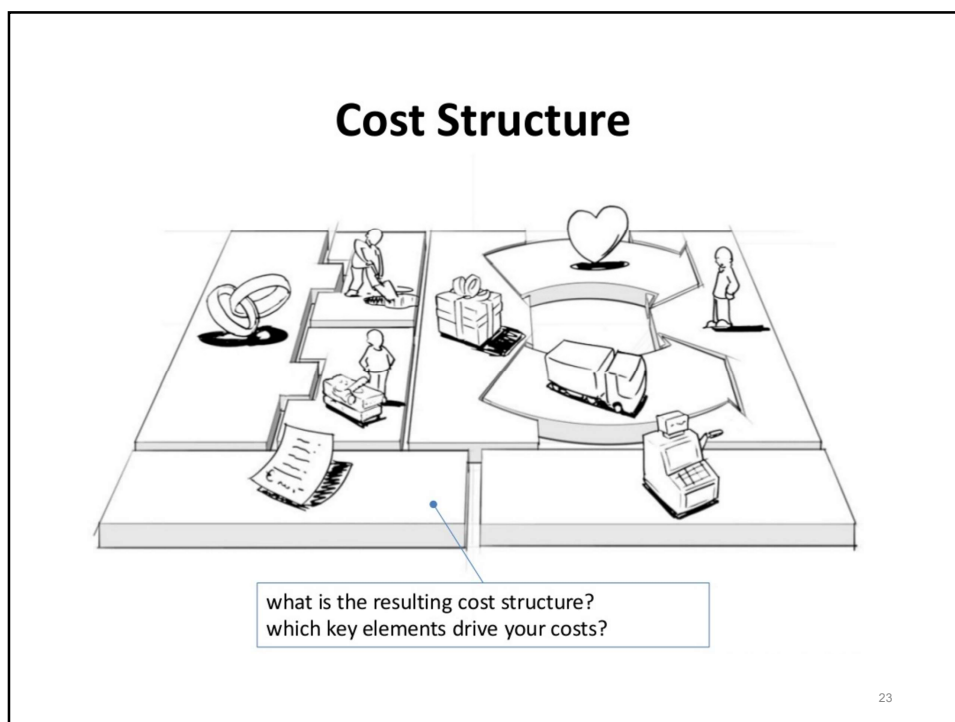 Cost Structure
what is the resulting cost structure?
which key elements drive your costs?
23